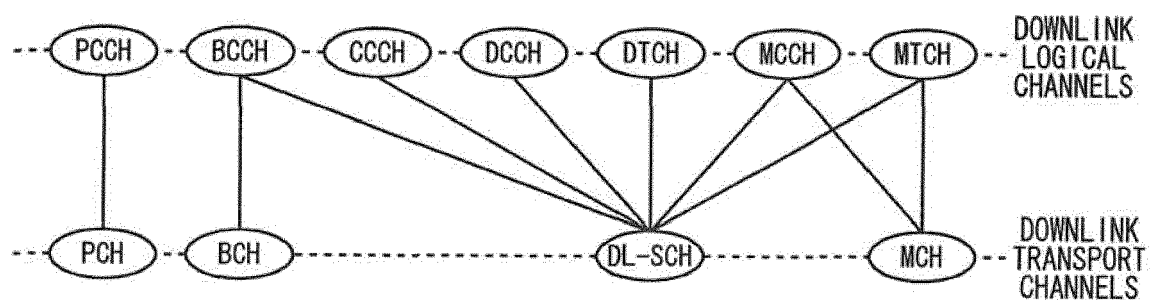 PCCH
BCCH
CCCH
DCCH
DTCH
MCCH
MTCH
DOWNLINK
LOGICAL
CHANNELS
PCH
BCH
DL-SCH
MCH
DOWNLINK
TRANSPORT
CHANNELS